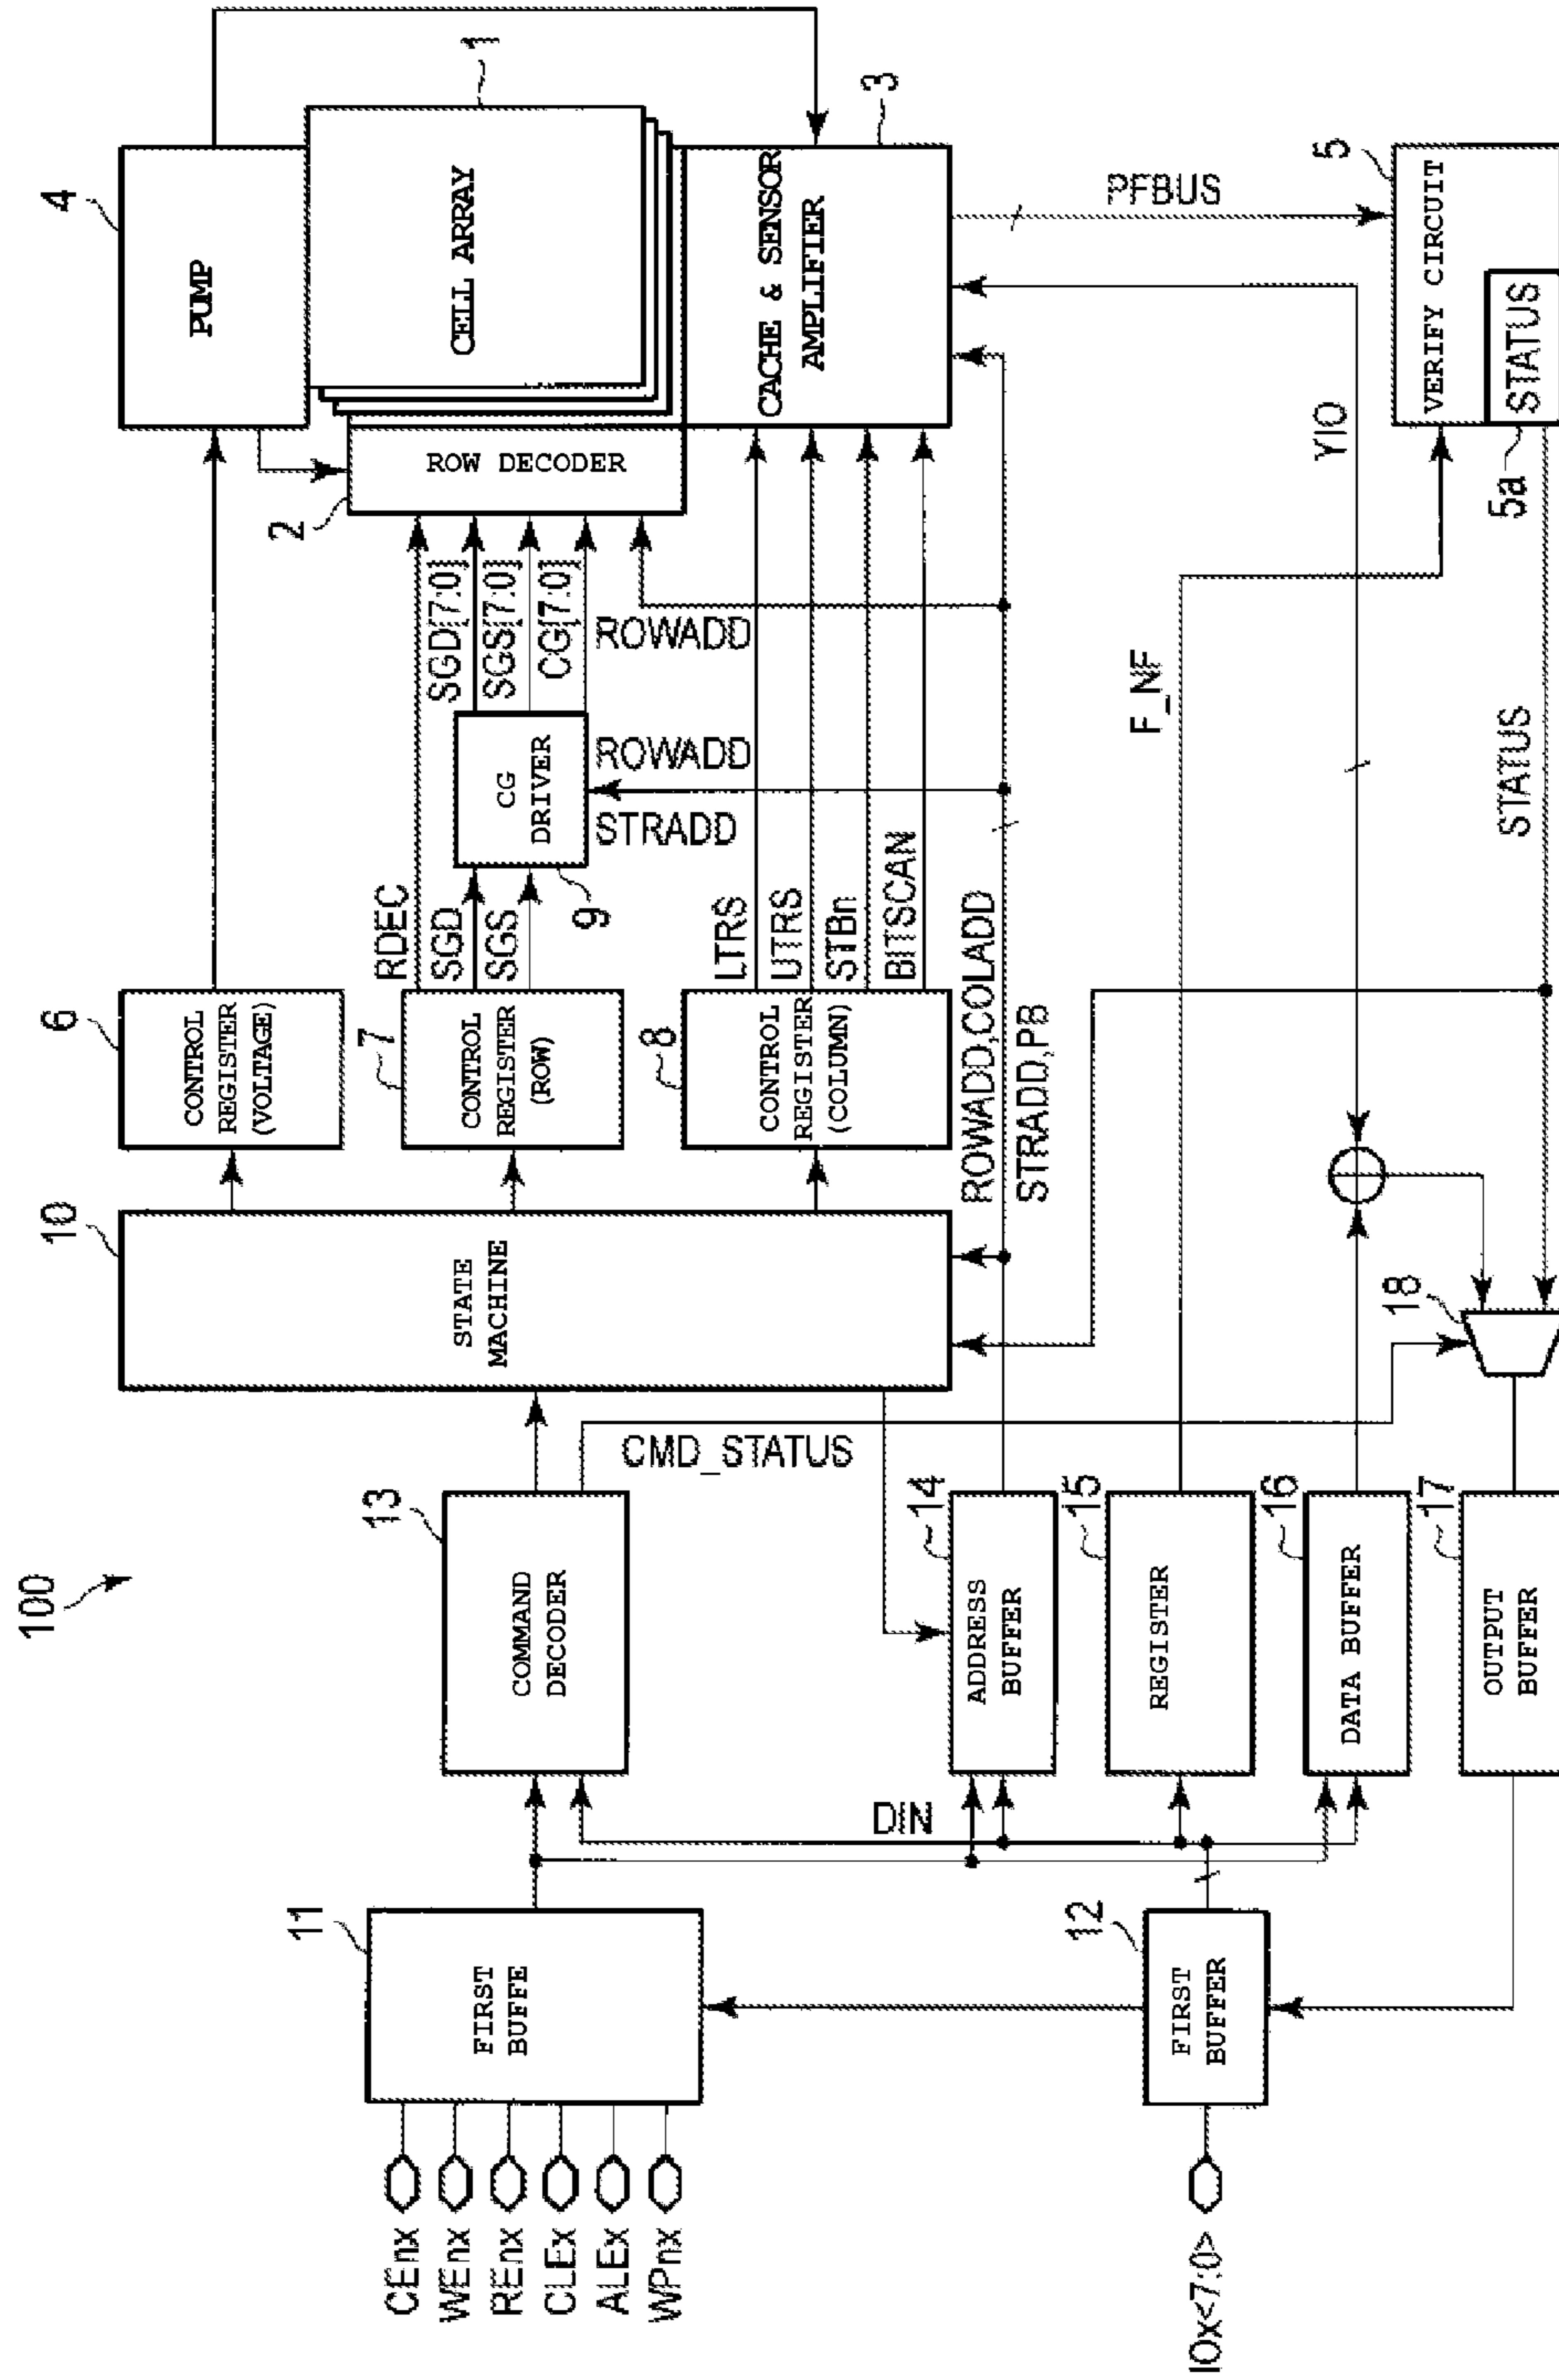 100
4
PUMP
1
CELL ARRAY
2
ROW DECODER
3
CACHE & SENSOR
AMPLIFIER
PFBUS
5
VERIFY CIRCUIT
STATUS
5a
6
CONTROL
REGISTER
(VOLTAGE)
7
CONTROL
REGISTER
(ROW)
8
CONTROL
REGISTER
(COLUMN)
RDEC
SGD
SGS
9
CG
DRIVER
SGD[7:0]
SGS[7:0]
CG[7:0]
ROWADD
ROWADD
STRADD
LTRS
UTRS
STBn
BITSCAN
ROWADD,COLADD
STRADD,PB
F_NF
YIO
STATUS
10
STATE
MACHINE
18
13
COMMAND
DECODER
CMD_STATUS
14
ADDRESS
BUFFER
15
REGISTER
16
DATA BUFFER
17
OUTPUT
BUFFER
DIN
11
FIRST
BUFFE
12
FIRST
BUFFER
CEnx
WEnx
REnx
CLEx
ALEx
WPnx
IOx<7:0>